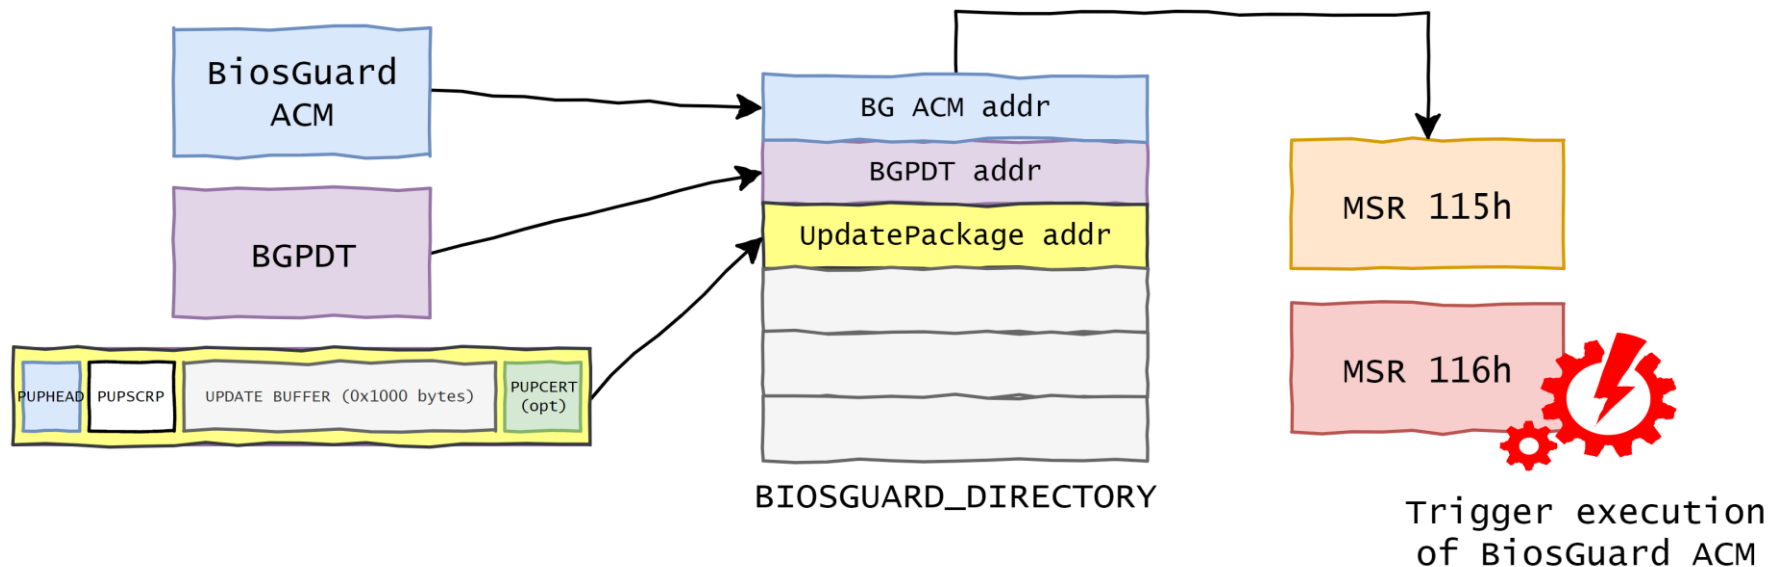 BiosGuard
ACM
BGPDT
PUPHEAD
PUPSCRP
UPDATE BUFFER (0x1000 bytes)
PUPCERT
(opt)
BG ACM addr
BGPDT addr
UpdatePackage addr
BIOSGUARD_DIRECTORY
MSR 115h
MSR 116h
Trigger execution
of BiosGuard ACM